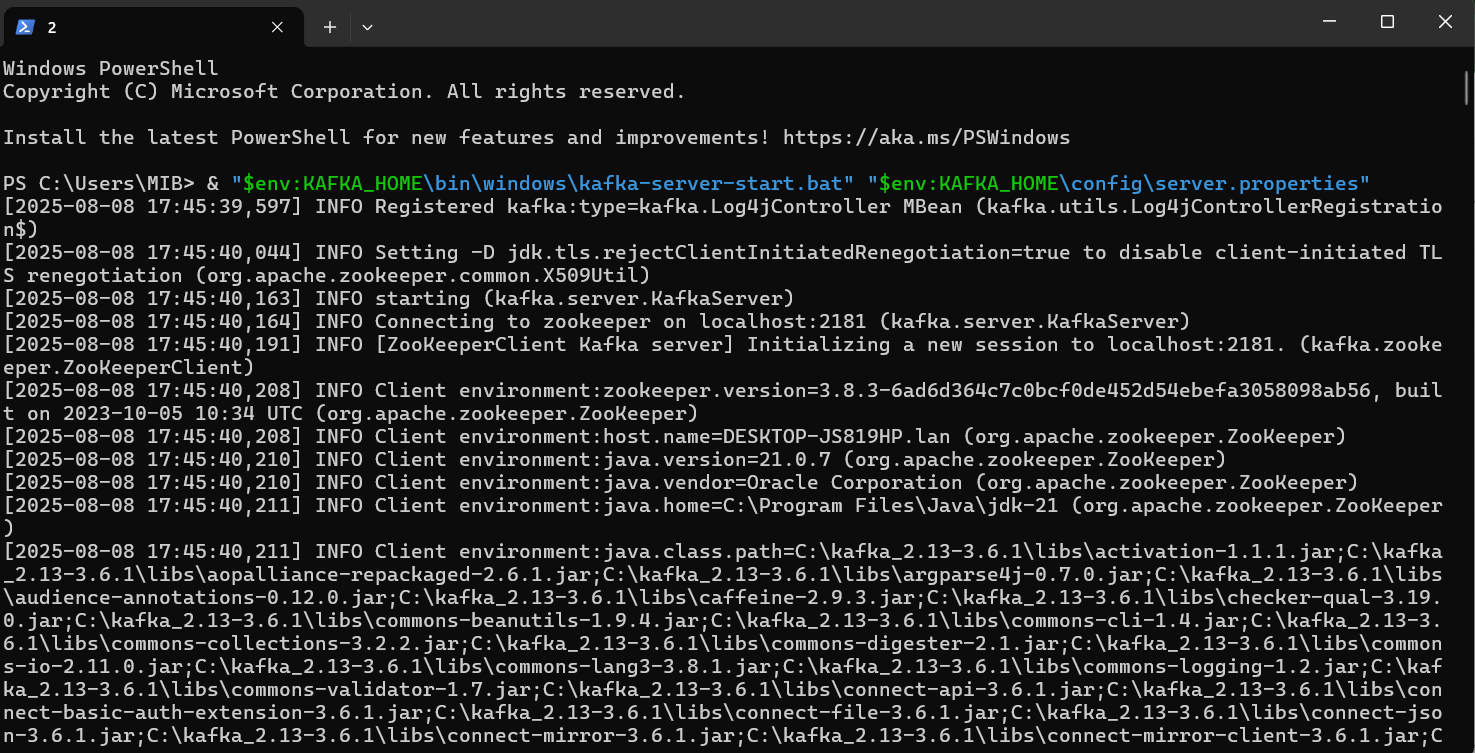 2
Windows PowerShell
Copyright (C) Microsoft Corporation. All rights reserved.
Install the latest PowerShell for new features and improvements! https://aka.ms/PSWindows
PS C:\Users\MIB> & "$env:KAFKA_HOME\bin\windows\kafka-server-start.bat" "$env:KAFKA_HOME\config\server.properties"
[2025-08-08 17:45:39,597] INFO Registered kafka:type=kafka.Log4jController MBean (kafka.utils.Log4jControllerRegistratio
n$)
[2025-08-08 17:45:40,044] INFO Setting -D jdk.tls.rejectClientInitiatedRenegotiation=true to disable client-initiated TL
S renegotiation (org.apache.zookeeper.common.X509Util)
[2025-08-08 17:45:40,163] INFO starting (kafka.server.KafkaServer)
[2025-08-08 17:45:40,164] INFO Connecting to zookeeper on localhost:2181 (kafka.server.KafkaServer)
[2025-08-08 17:45:40,191] INFO [ZooKeeperClient Kafka server] Initializing a new session to localhost:2181. (kafka.zooke
eper.ZooKeeperClient)
[2025-08-08 17:45:40,208] INFO Client environment:zookeeper.version=3.8.3-6ad6d364c7c0bcf0de452d54ebefa3058098ab56, buil
t on 2023-10-05 10:34 UTC (org.apache.zookeeper.ZooKeeper)
[2025-08-08 17:45:40,208] INFO Client environment:host.name=DESKTOP-JS819HP.lan (org.apache.zookeeper.ZooKeeper)
[2025-08-08 17:45:40,210] INFO Client environment:java.version=21.0.7 (org.apache.zookeeper.ZooKeeper)
[2025-08-08 17:45:40,210] INFO Client environment:java.vendor=Oracle Corporation (org.apache.zookeeper.ZooKeeper)
[2025-08-08 17:45:40,211] INFO Client environment:java.home=C:\Program Files\Java\jdk-21 (org.apache.zookeeper.ZooKeeper
)
[2025-08-08 17:45:40,211] INFO Client environment:java.class.path=C:\kafka_2.13-3.6.1\libs\activation-1.1.1.jar;C:\kafka
_2.13-3.6.1\libs\aopalliance-repackaged-2.6.1.jar;C:\kafka_2.13-3.6.1\libs\argparse4j-0.7.0.jar;C:\kafka_2.13-3.6.1\libs
\audience-annotations-0.12.0.jar;C:\kafka_2.13-3.6.1\libs\caffeine-2.9.3.jar;C:\kafka_2.13-3.6.1\libs\checker-qual-3.19.
0.jar;C:\kafka_2.13-3.6.1\libs\commons-beanutils-1.9.4.jar;C:\kafka_2.13-3.6.1\libs\commons-cli-1.4.jar;C:\kafka_2.13-3.
6.1\libs\commons-collections-3.2.2.jar;C:\kafka_2.13-3.6.1\libs\commons-digester-2.1.jar;C:\kafka_2.13-3.6.1\libs\common
s-io-2.11.0.jar;C:\kafka_2.13-3.6.1\libs\commons-lang3-3.8.1.jar;C:\kafka_2.13-3.6.1\libs\commons-logging-1.2.jar;C:\kaf
ka_2.13-3.6.1\libs\commons-validator-1.7.jar;C:\kafka_2.13-3.6.1\libs\connect-api-3.6.1.jar;C:\kafka_2.13-3.6.1\libs\con
nect-basic-auth-extension-3.6.1.jar;C:\kafka_2.13-3.6.1\libs\connect-file-3.6.1.jar;C:\kafka_2.13-3.6.1\libs\connect-jso
n-3.6.1.jar;C:\kafka_2.13-3.6.1\libs\connect-mirror-3.6.1.jar;C:\kafka_2.13-3.6.1\libs\connect-mirror-client-3.6.1.jar;C